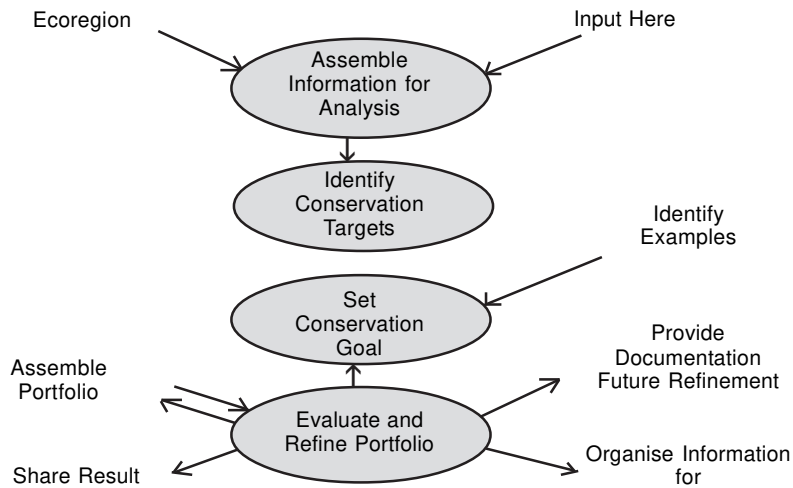 Ecoregion
Input Here
Assemble
Information for
Analysis
Identify
Conservation
Targets
Identify
Examples
Set
Conservation
Goal
Provide
Documentation
Future Refinement
Assemble
Portfolio
Evaluate and
Refine Portfolio
Share Result
Organise Information
for